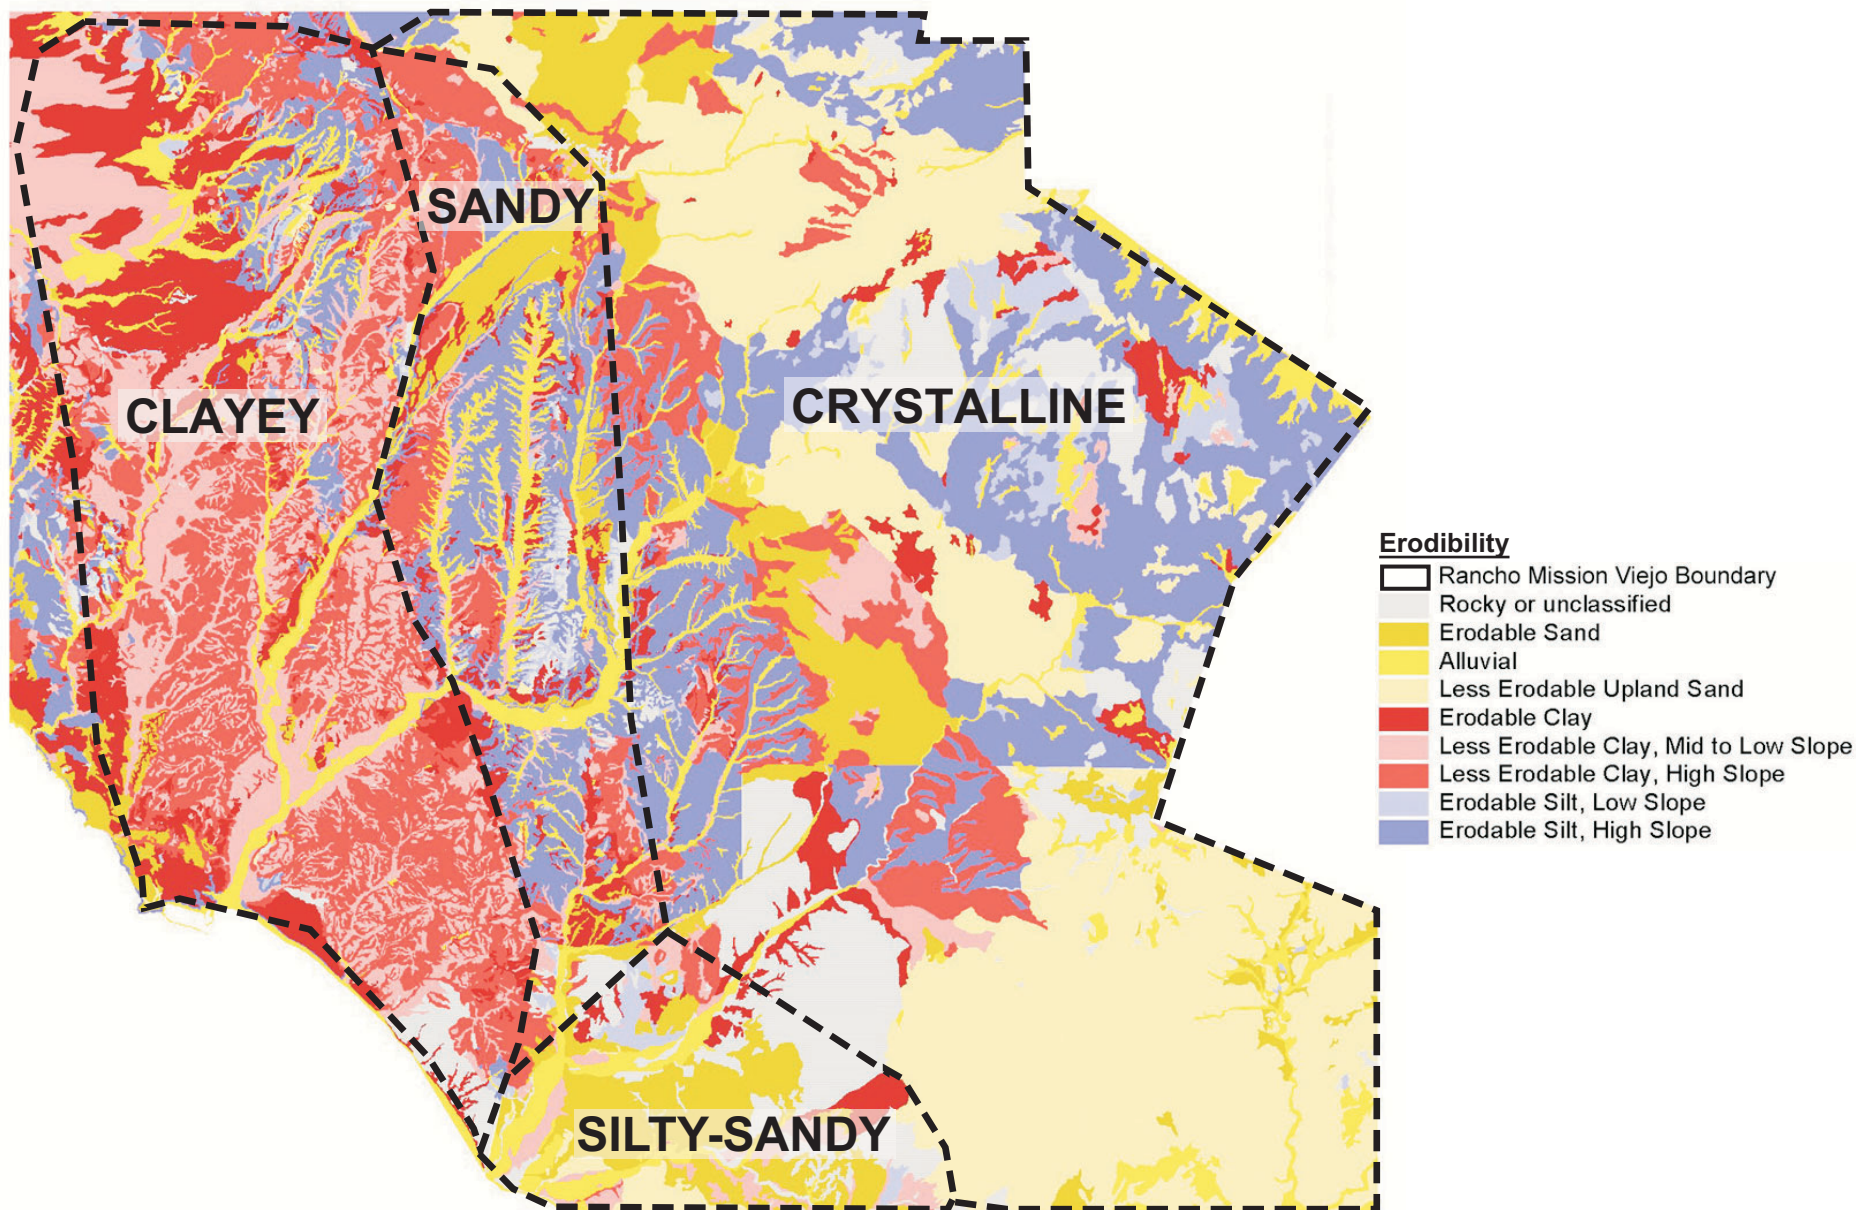 SANDY
CLAYEY
CRYSTALLINE
SILTY-SANDY
Erodibility
Rancho Mission Viejo Boundary
Rocky or unclassified
Erodable Sand
Alluvial
Less Erodable Upland Sand
Erodable Clay
Less Erodable Clay, Mid to Low Slope
Less Erodable Clay, High Slope
Erodable Silt, Low Slope
Erodable Silt, High Slope